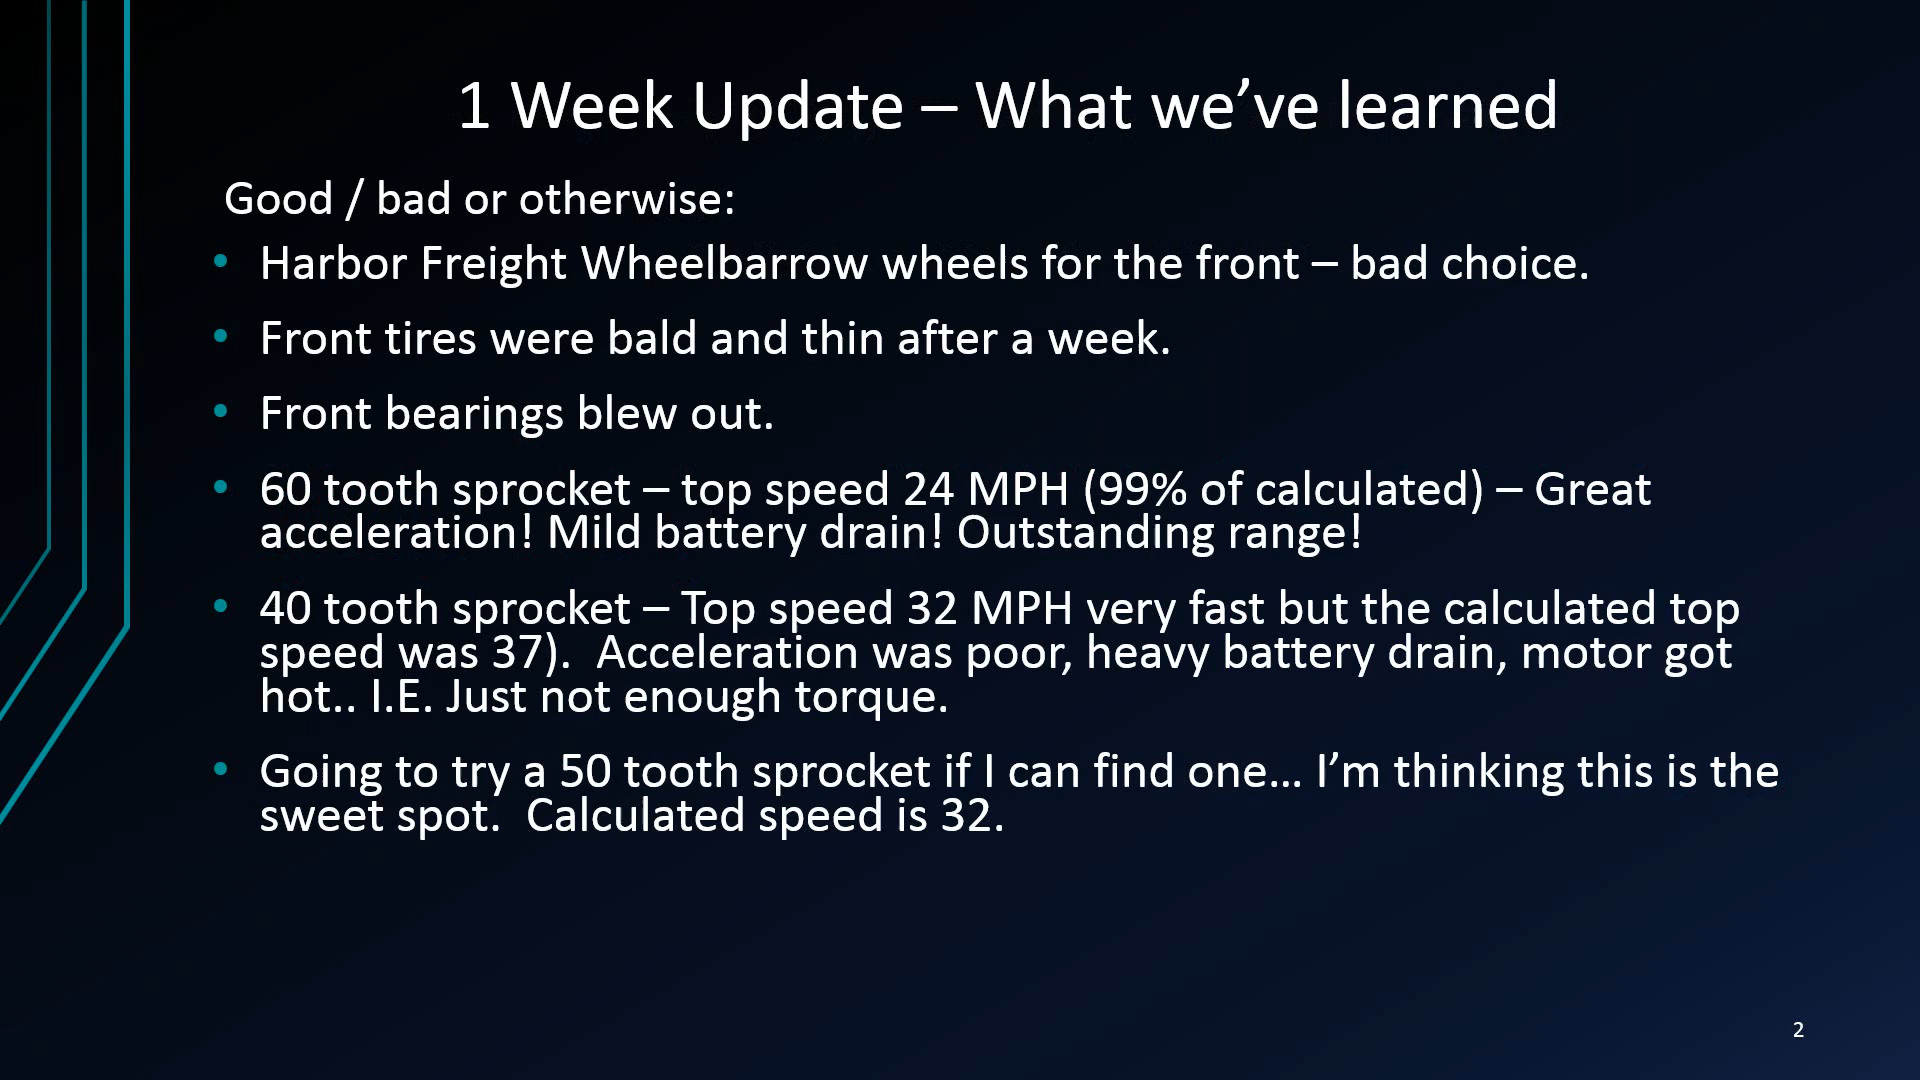 1 Week Update – What we’ve learned
Good / bad or otherwise:
• Harbor Freight Wheelbarrow wheels for the front – bad choice.
• Front tires were bald and thin after a week.
• Front bearings blew out.
• 60 tooth sprocket – top speed 24 MPH (99% of calculated) – Great
acceleration! Mild battery drain! Outstanding range!
• 40 tooth sprocket – Top speed 32 MPH very fast but the calculated top
speed was 37).  Acceleration was poor, heavy battery drain, motor got
hot.. I.E. Just not enough torque.
• Going to try a 50 tooth sprocket if I can find one… I’m thinking this is the
sweet spot.  Calculated speed is 32.
2